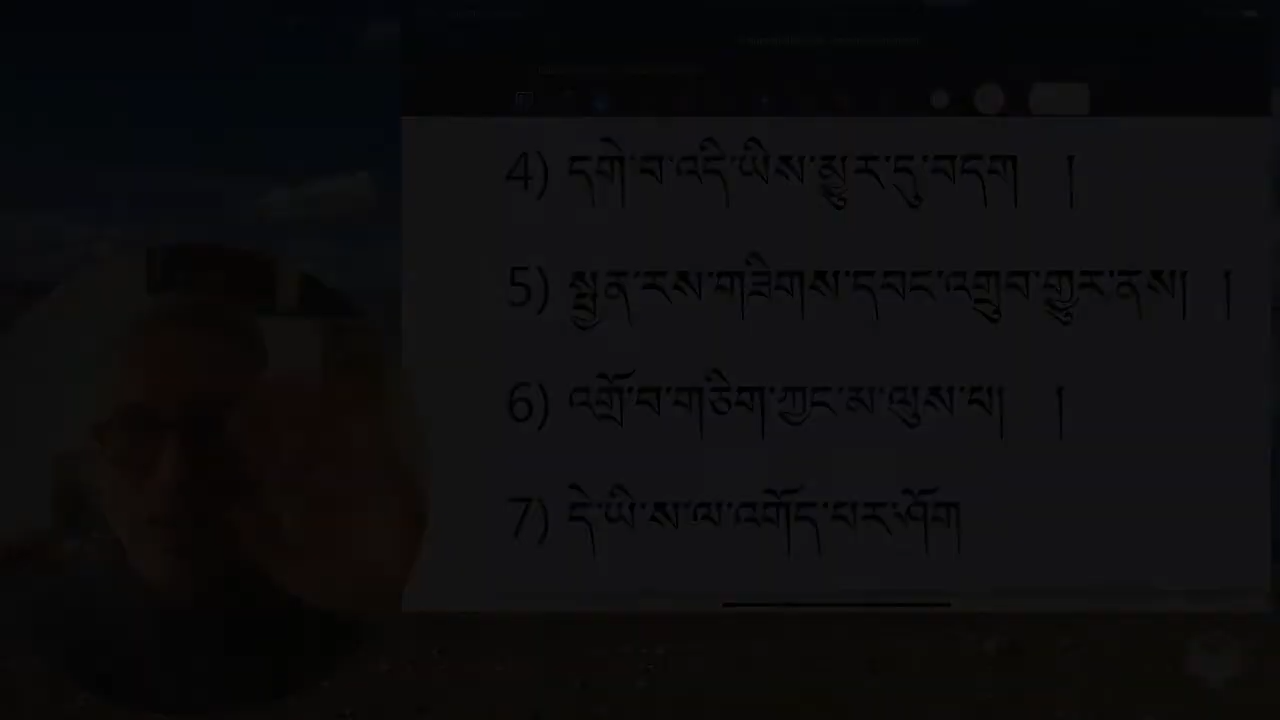 4) དགེ་བ་འདི་ཡིས་མྱུར་དུ་བདག །
5) སྤྱན་རས་གཟིགས་དབང་འགྲུབ་གྱུར་ནས། །
6) འགྲོ་བ་གཅིག་ཀྱང་མ་ལུས་པ། །
7) དེ་ཡི་ས་ལ་འགོད་པར་ཤོག